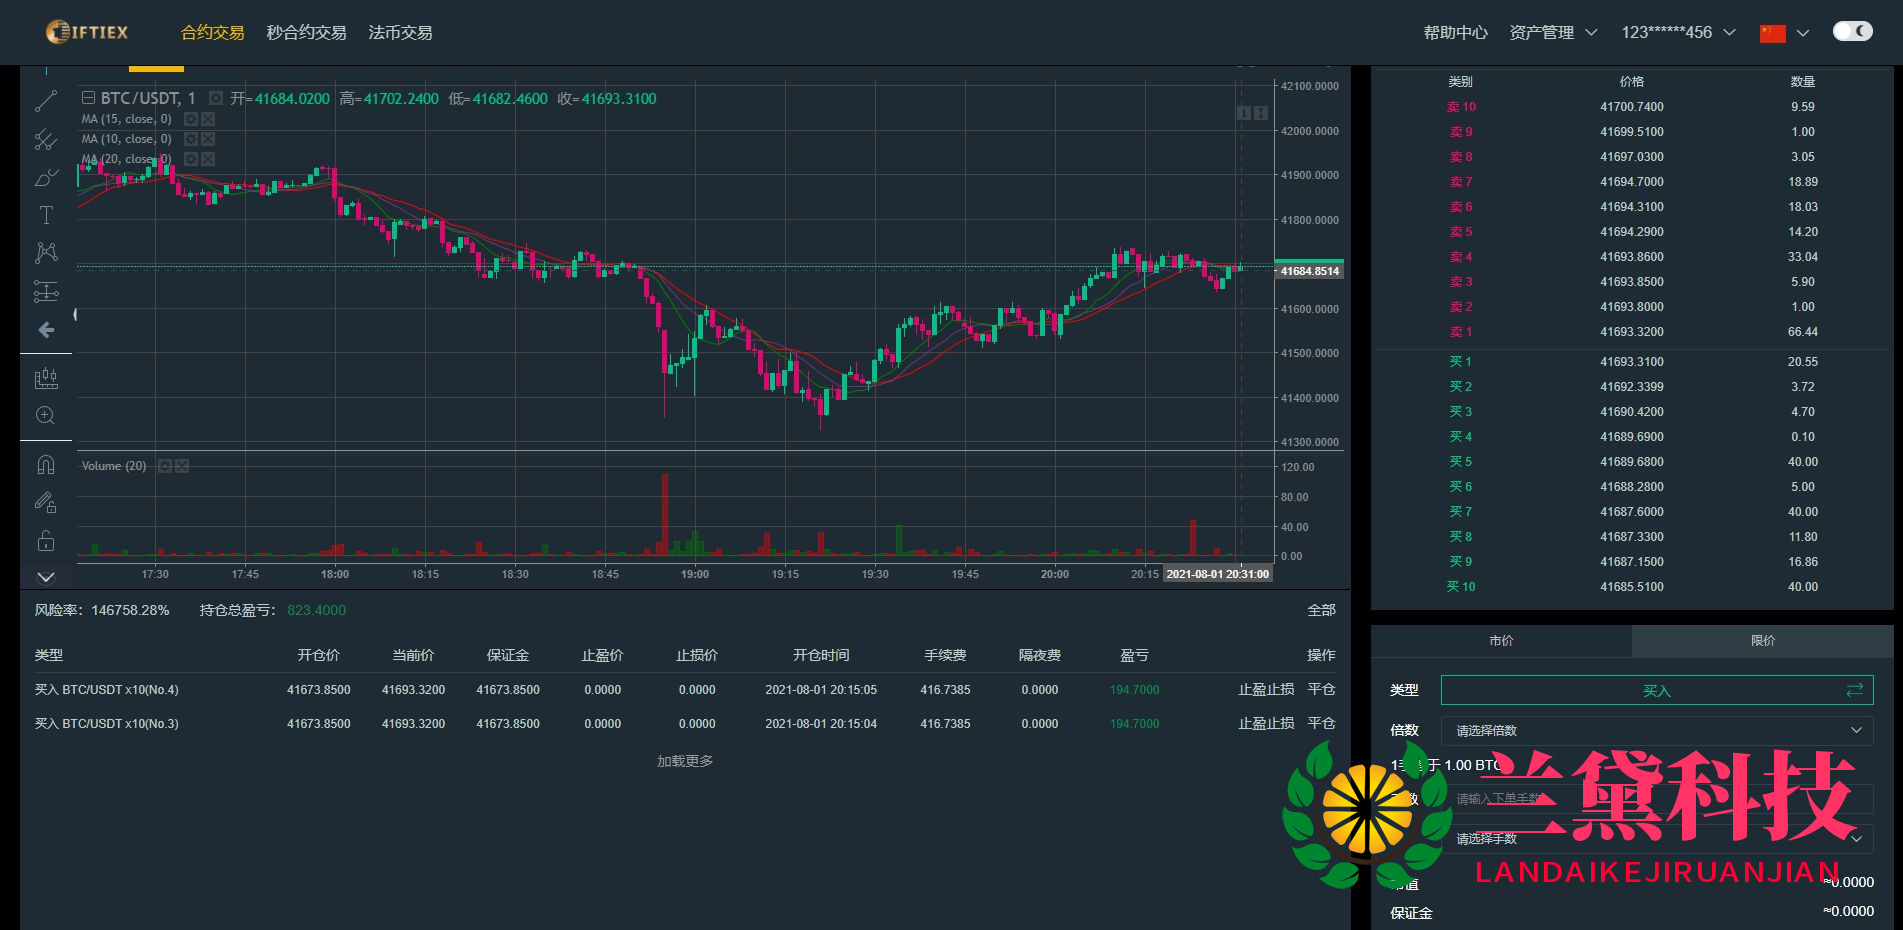 IFTIEX 合约交易 秒合约交易 法币交易 帮助中心 资产管理 123******456
BTC/USDT, 1 开=41684.0200 高=41702.2400 低=41682.4600 收=41693.3100
MA (15, close, 0)
MA (10, close, 0)
MA (20, close, 0)
42100.0000
42000.0000
41900.0000
41800.0000
41684.8514
41600.0000
41500.0000
41400.0000
41300.0000
Volume (20)
120.00
80.00
40.00
0.00
17:30 17:45 18:00 18:15 18:30 18:45 19:00 19:15 19:30 19:45 20:00 20:15 2021-08-01 20:31:00
类别 价格 数量
卖 10 41700.7400 9.59
卖 9 41699.5100 1.00
卖 8 41697.0300 3.05
卖 7 41694.7000 18.89
卖 6 41694.3100 18.03
卖 5 41694.2900 14.20
卖 4 41693.8600 33.04
卖 3 41693.8500 5.90
卖 2 41693.8000 1.00
卖 1 41693.3200 66.44
买 1 41693.3100 20.55
买 2 41692.3399 3.72
买 3 41690.4200 4.70
买 4 41689.6900 0.10
买 5 41689.6800 40.00
买 6 41688.2800 5.00
买 7 41687.6000 40.00
买 8 41687.3300 11.80
买 9 41687.1500 16.86
买 10 41685.5100 40.00
风险率：146758.28% 持仓总盈亏： 823.4000 全部
类型 开仓价 当前价 保证金 止盈价 止损价 开仓时间 手续费 隔夜费 盈亏 操作
买入 BTC/USDT x10(No.4) 41673.8500 41693.3200 41673.8500 0.0000 0.0000 2021-08-01 20:15:05 416.7385 0.0000 194.7000 止盈止损 平仓
买入 BTC/USDT x10(No.3) 41673.8500 41693.3200 41673.8500 0.0000 0.0000 2021-08-01 20:15:04 416.7385 0.0000 194.7000 止盈止损 平仓
加载更多
市价 限价
类型 买入
倍数 请选择倍数
1手 于 1.00 BTC
数 请输入下单手数
请选择手数
兰黛科技
LANDAIKEJIRUANJIAN
值 ≈0.0000
保证金 ≈0.0000